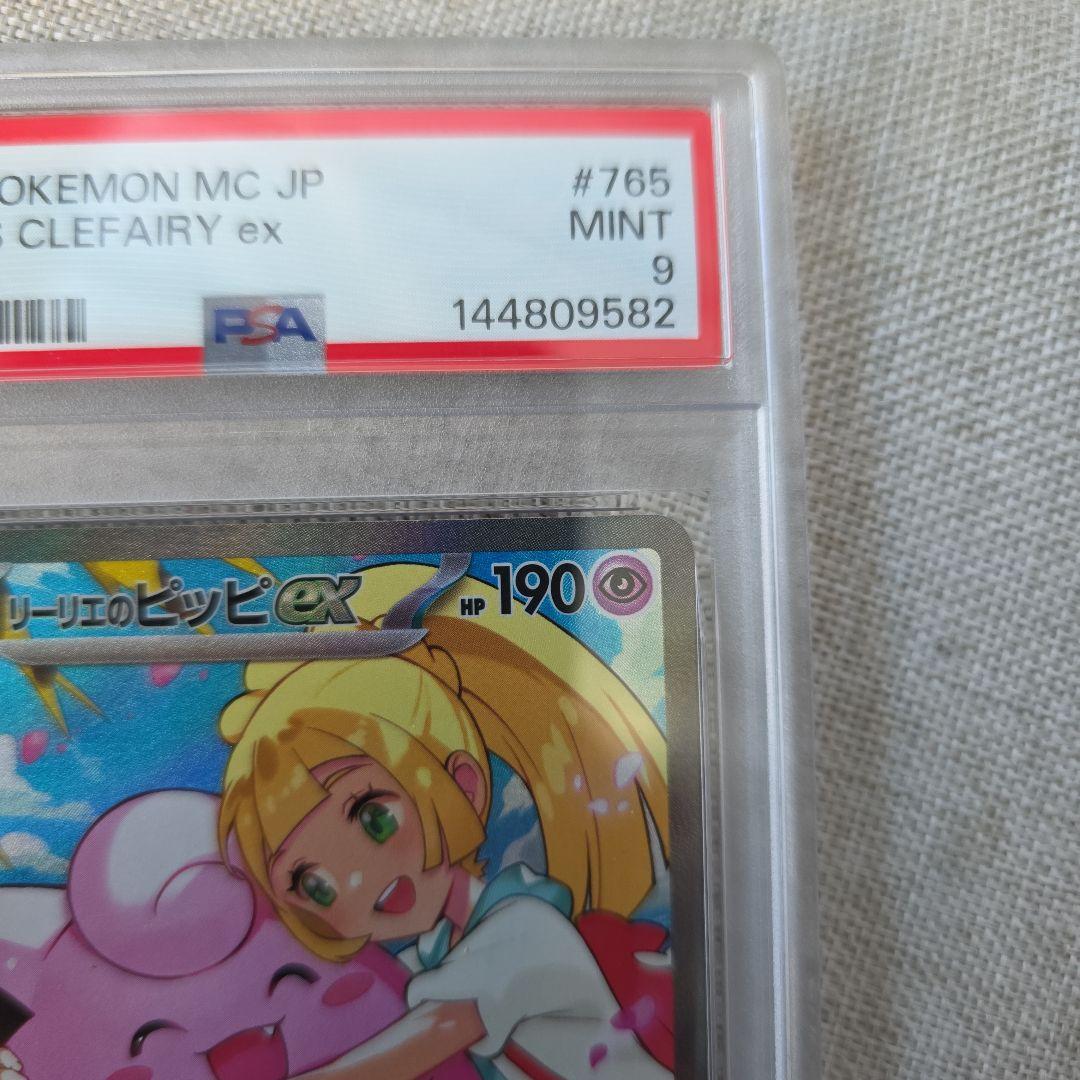 OKEMON MC JP
#765
S CLEFAIRY ex
MINT
9
PSA
144809582
リーリエのピッピex
HP 190